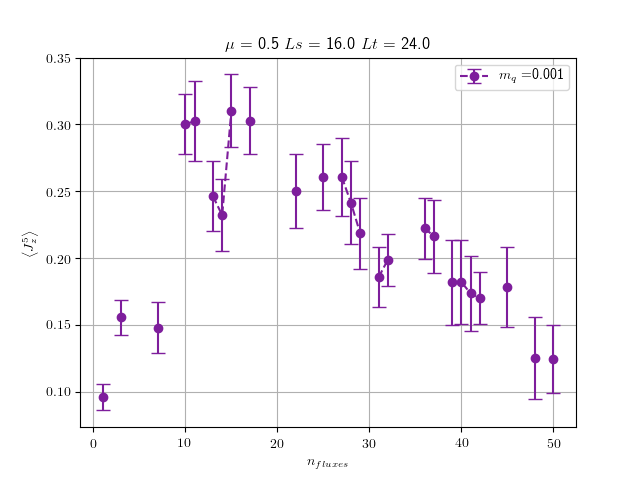 μ = 0.5 Ls = 16.0 Lt = 24.0
m_q =0.001
⟨J_z^5⟩
0.35
0.30
0.25
0.20
0.15
0.10
0 10 20 30 40 50
n_fluxes